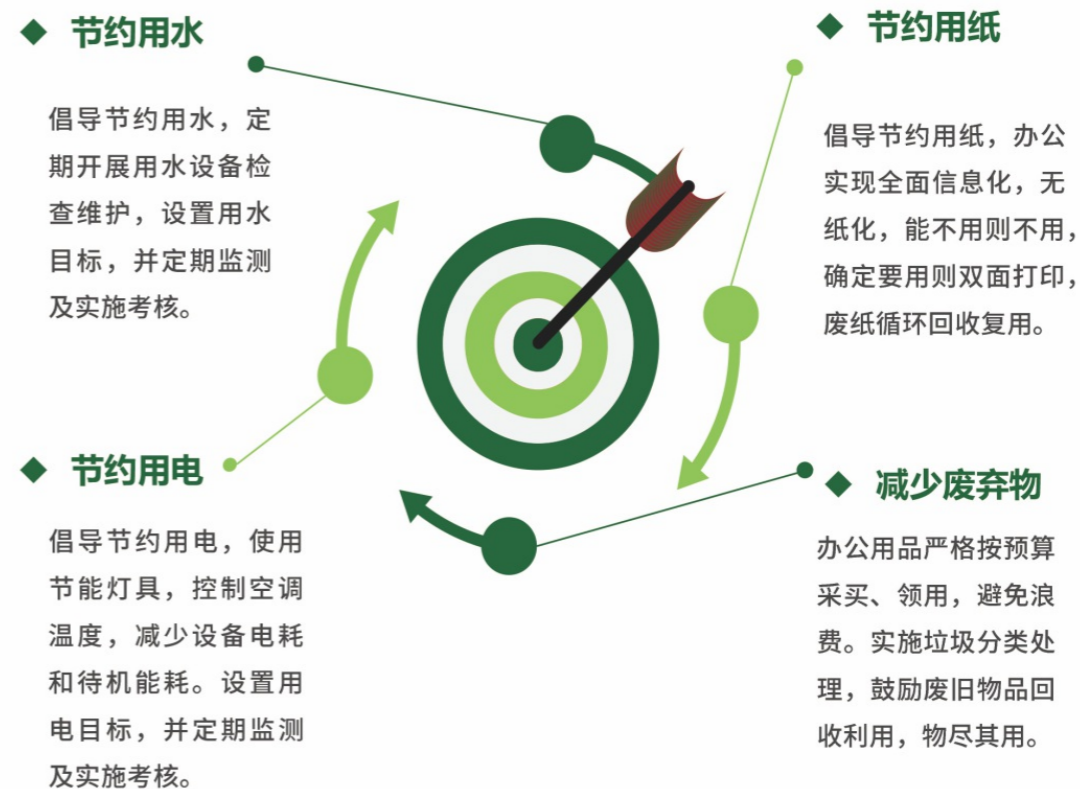 节约用水
倡导节约用水，定
期开展用水设备检
查维护，设置用水
目标，并定期监测
及实施考核。
节约用纸
倡导节约用纸，办公
实现全面信息化，无
纸化，能不用则不用，
确定要用则双面打印，
废纸循环回收复用。
节约用电
倡导节约用电，使用
节能灯具，控制空调
温度，减少设备电耗
和待机能耗。设置用
电目标，并定期监测
及实施考核。
减少废弃物
办公用品严格按预算
采买、领用，避免浪
费。实施垃圾分类处
理，鼓励废旧物品回
收利用，物尽其用。